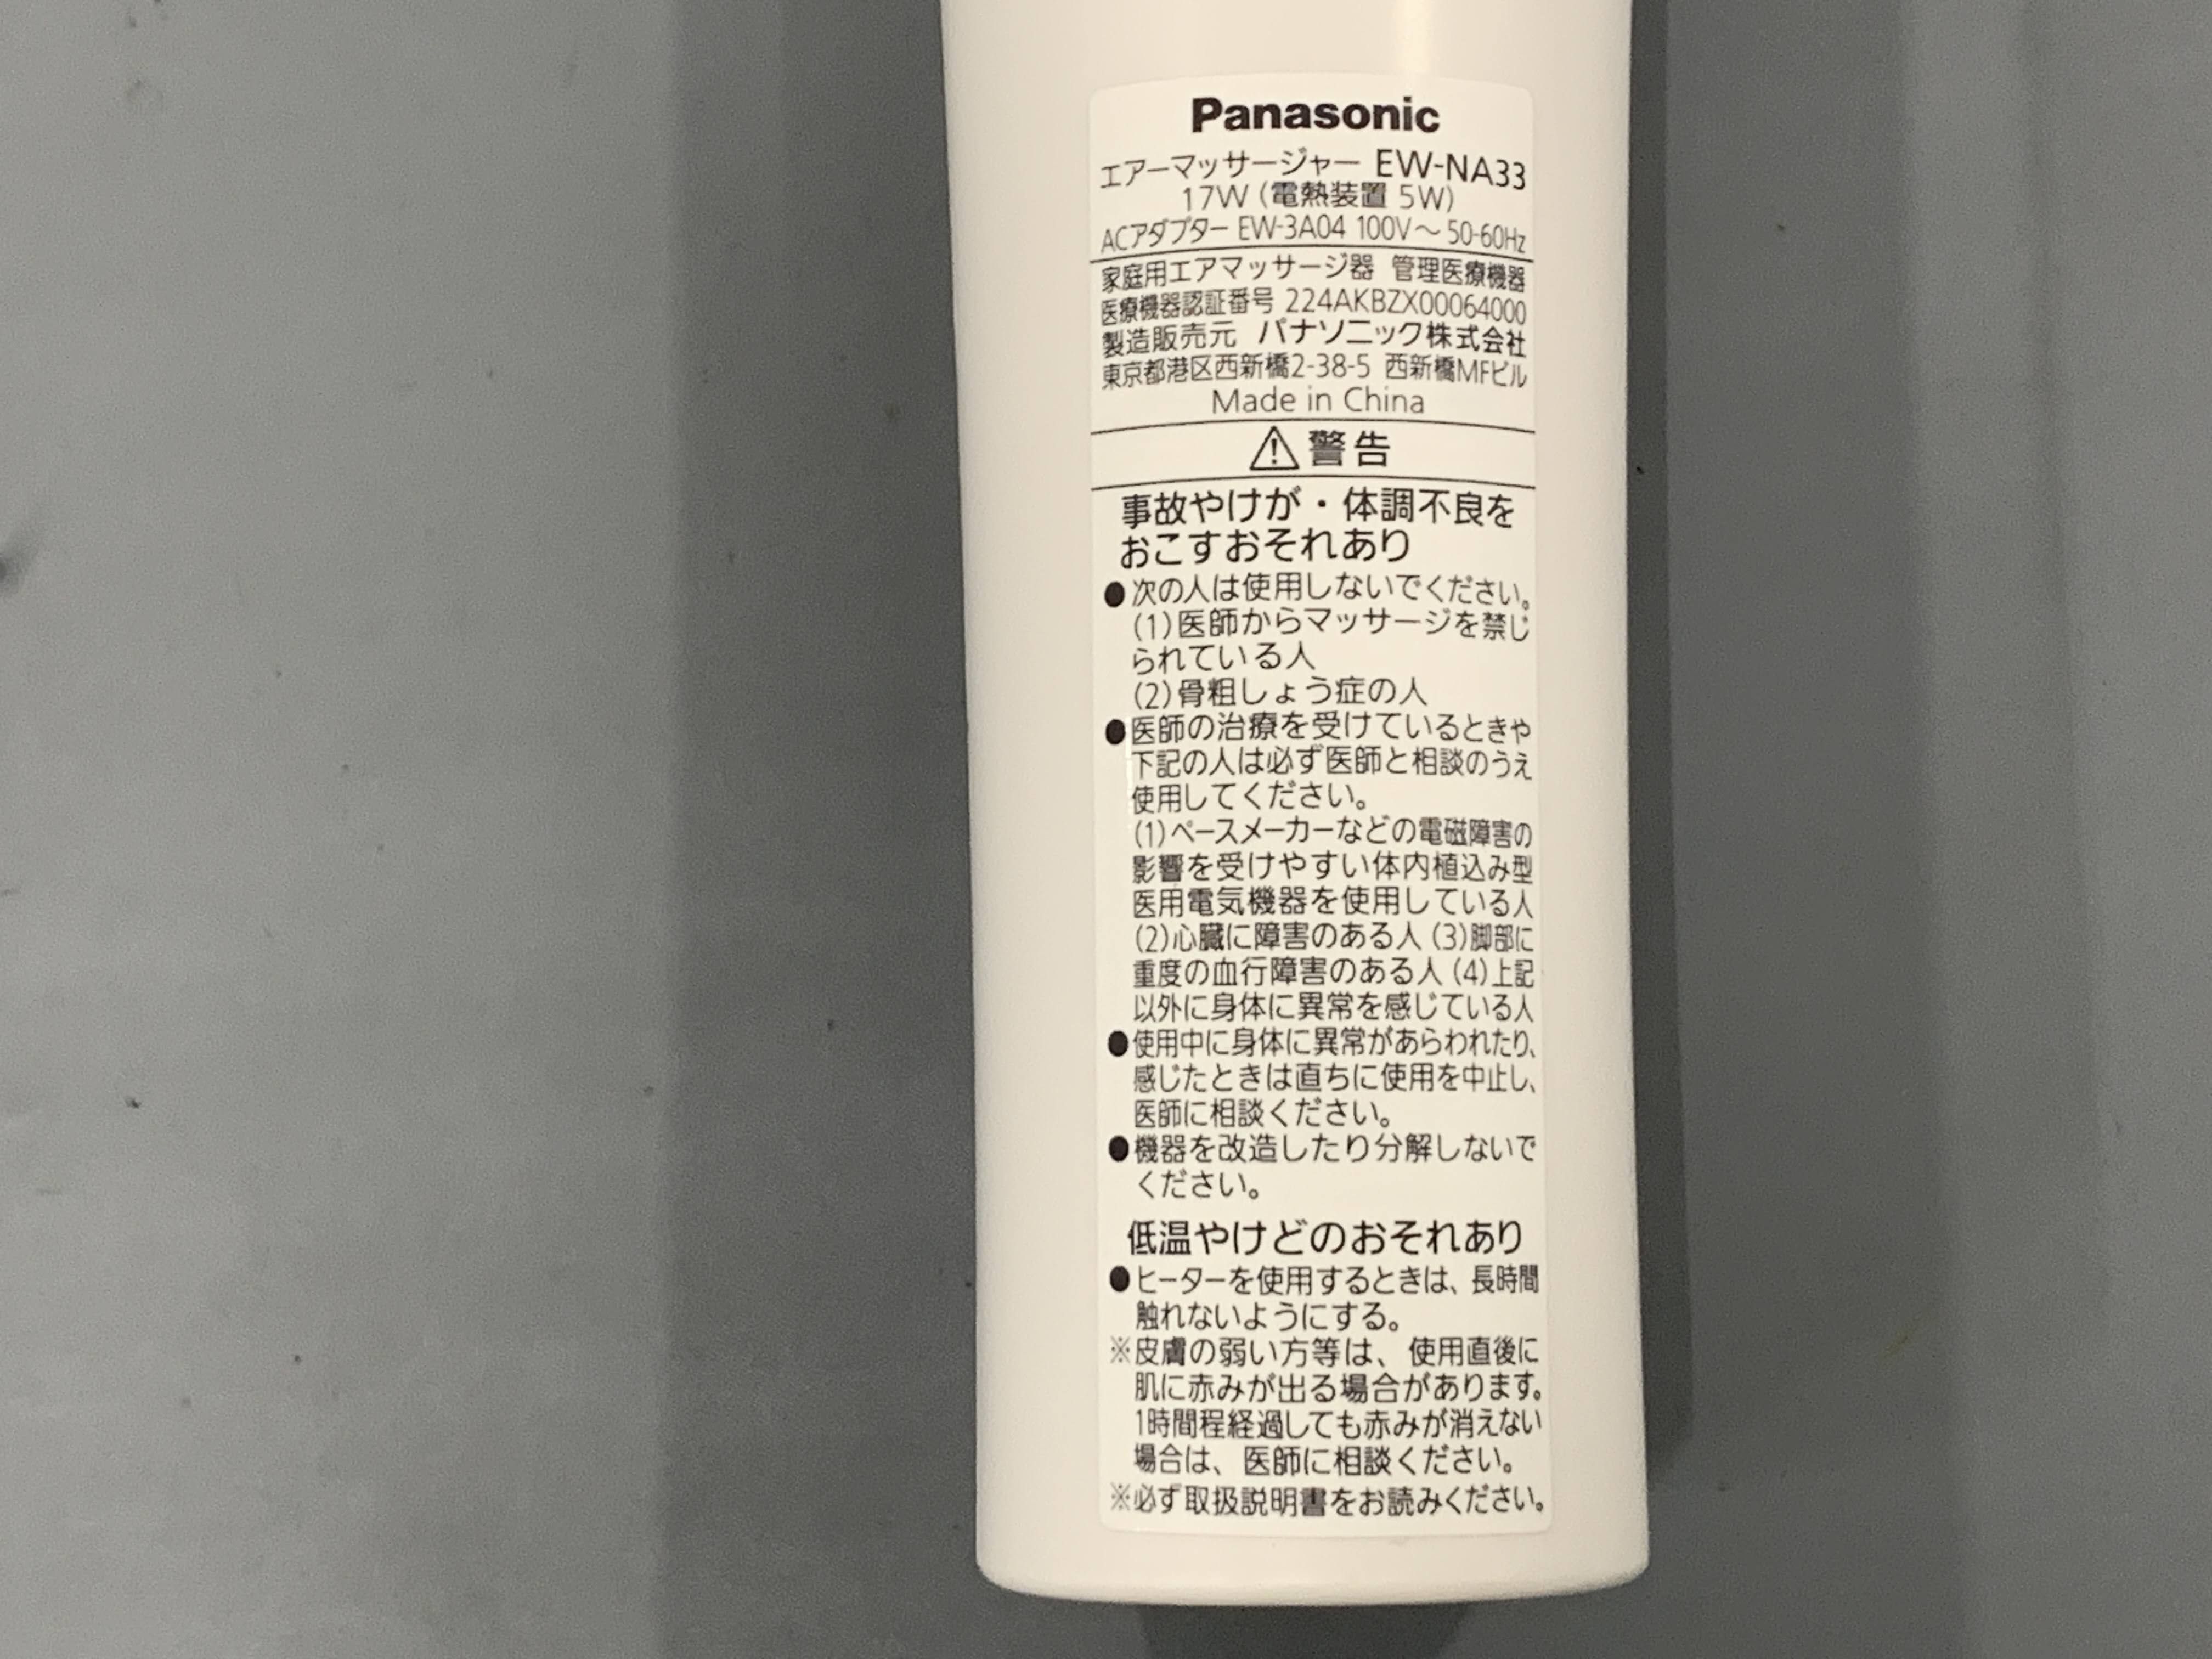 Panasonic
エアーマッサージャー EW-NA33
17W(電熱装置 5W)
ACアダプター EW-3A04 100V～ 50-60Hz
家庭用エアマッサージ器 管理医療機器
医療機器認証番号 224AKBZX00064000
製造販売元 パナソニック株式会社
東京都港区西新橋2-38-5 西新橋MFビル
Made in China
⚠警告
事故やけが・体調不良を
おこすおそれあり
●次の人は使用しないでください。
(1)医師からマッサージを禁じ
られている人
(2)骨粗しょう症の人
●医師の治療を受けているときや
下記の人は必ず医師と相談のうえ
使用してください。
(1)ペースメーカーなどの電磁障害の
影響を受けやすい体内植込み型
医用電気機器を使用している人
(2)心臓に障害のある人(3)脚部に
重度の血行障害のある人(4)上記
以外に身体に異常を感じている人
●使用中に身体に異常があらわれたり、
感じたときは直ちに使用を中止し、
医師に相談ください。
●機器を改造したり分解しないで
ください。
低温やけどのおそれあり
●ヒーターを使用するときは、長時間
触れないようにする。
※皮膚の弱い方等は、使用直後に
肌に赤みが出る場合があります。
1時間程経過しても赤みが消えない
場合は、医師に相談ください。
※必ず取扱説明書をお読みください。